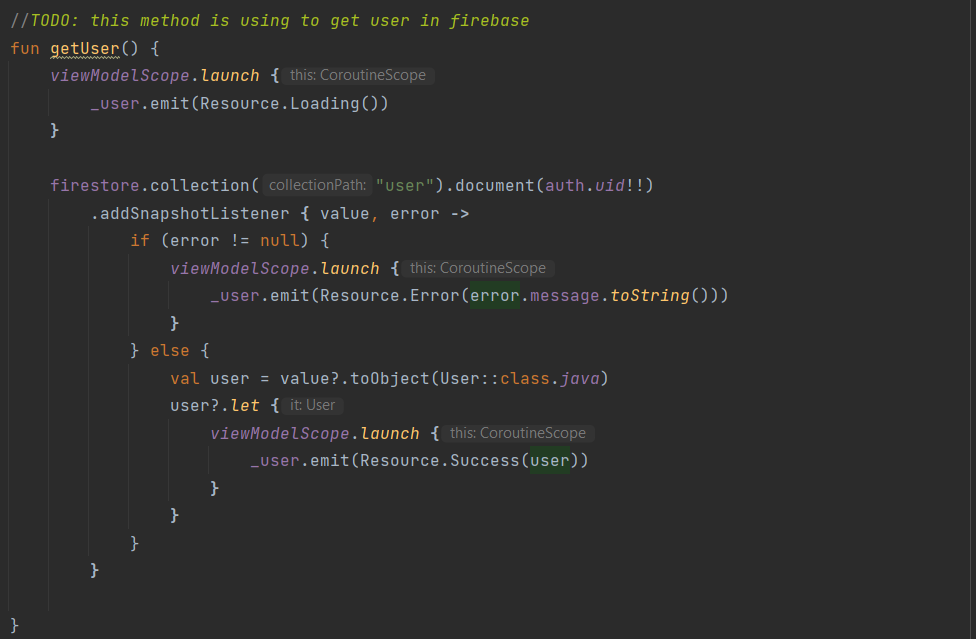 //TODO: this method is using to get user in firebase
fun getUser() {
    viewModelScope.launch { this: CoroutineScope
        _user.emit(Resource.Loading())
    }

    firestore.collection( collectionPath: "user").document(auth.uid!!)
        .addSnapshotListener { value, error ->
            if (error != null) {
                viewModelScope.launch { this: CoroutineScope
                    _user.emit(Resource.Error(error.message.toString()))
                }
            } else {
                val user = value?.toObject(User::class.java)
                user?.let { it: User
                    viewModelScope.launch { this: CoroutineScope
                        _user.emit(Resource.Success(user))
                    }
                }
            }
        }

}